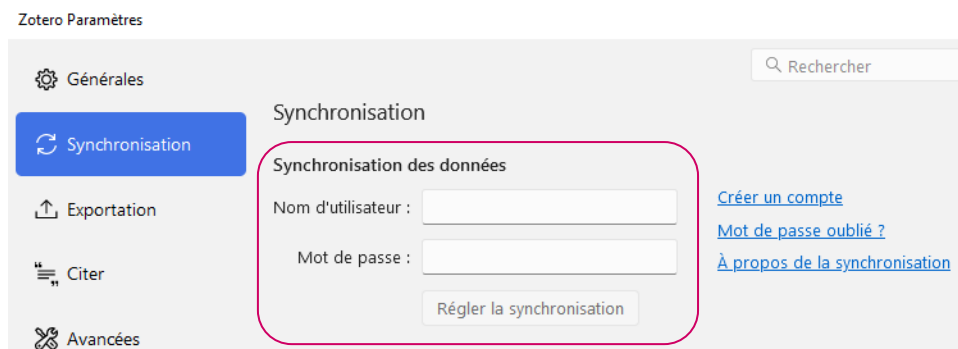 Zotero Paramètres
Rechercher
Générales
Synchronisation
Synchronisation
Synchronisation des données
Nom d'utilisateur :
Créer un compte
Exportation
Mot de passe oublié ?
Mot de passe :
À propos de la synchronisation
Citer
Régler la synchronisation
Avancées